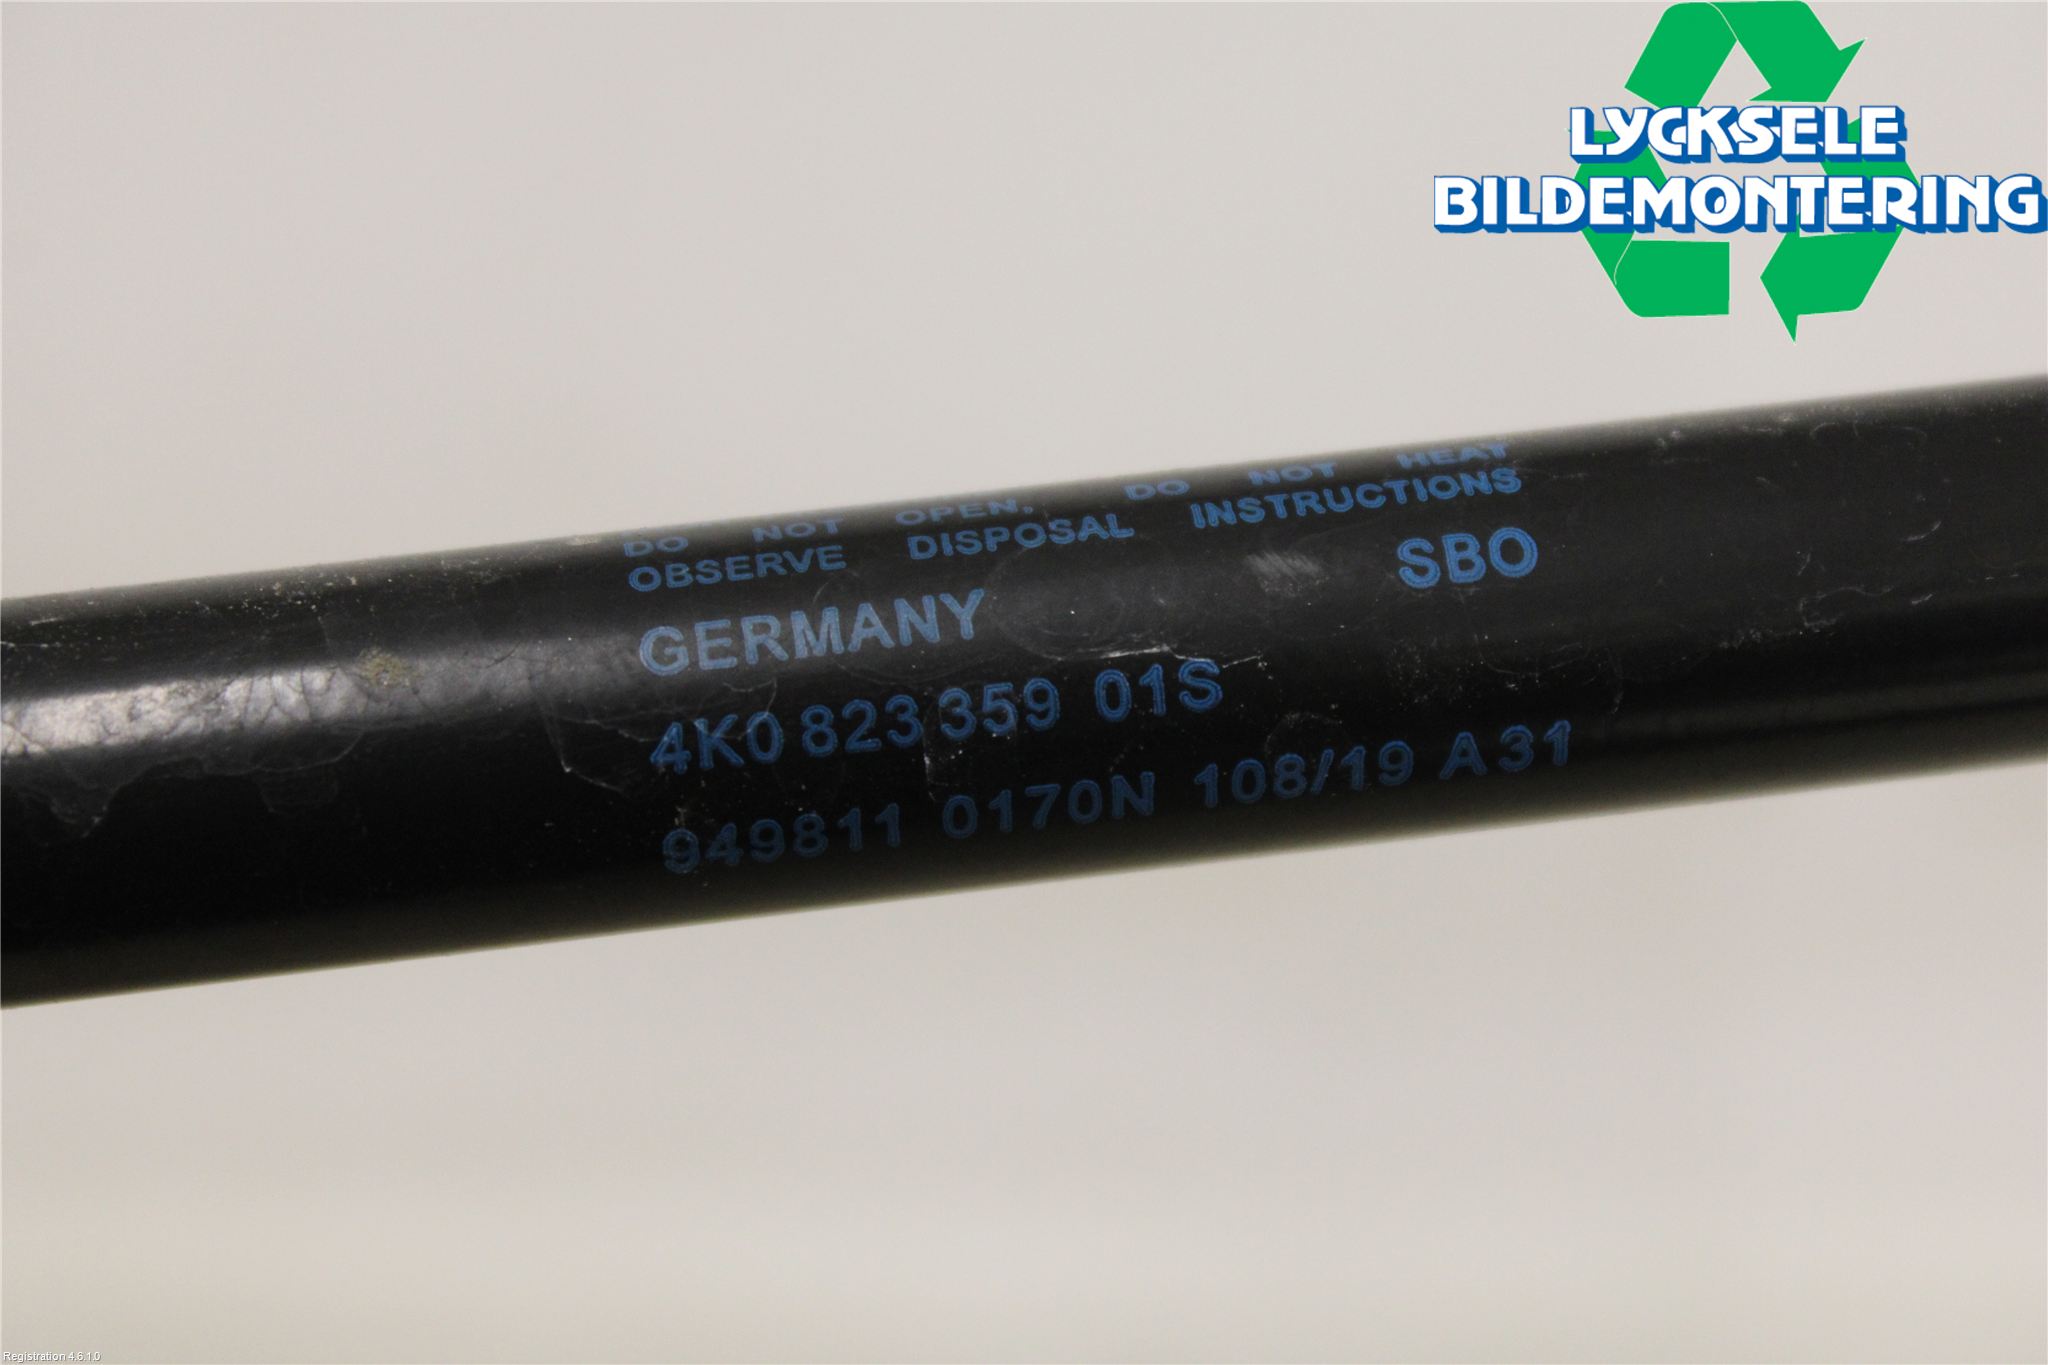 LYCKSELE
BILDEMONTERING
DO NOT OPEN, DO NOT HEAT
OBSERVE DISPOSAL INSTRUCTIONS
GERMANY SBO
4K0 823 359 01S
949811 0170N 108/19 A31
Registration 4.6.1.0